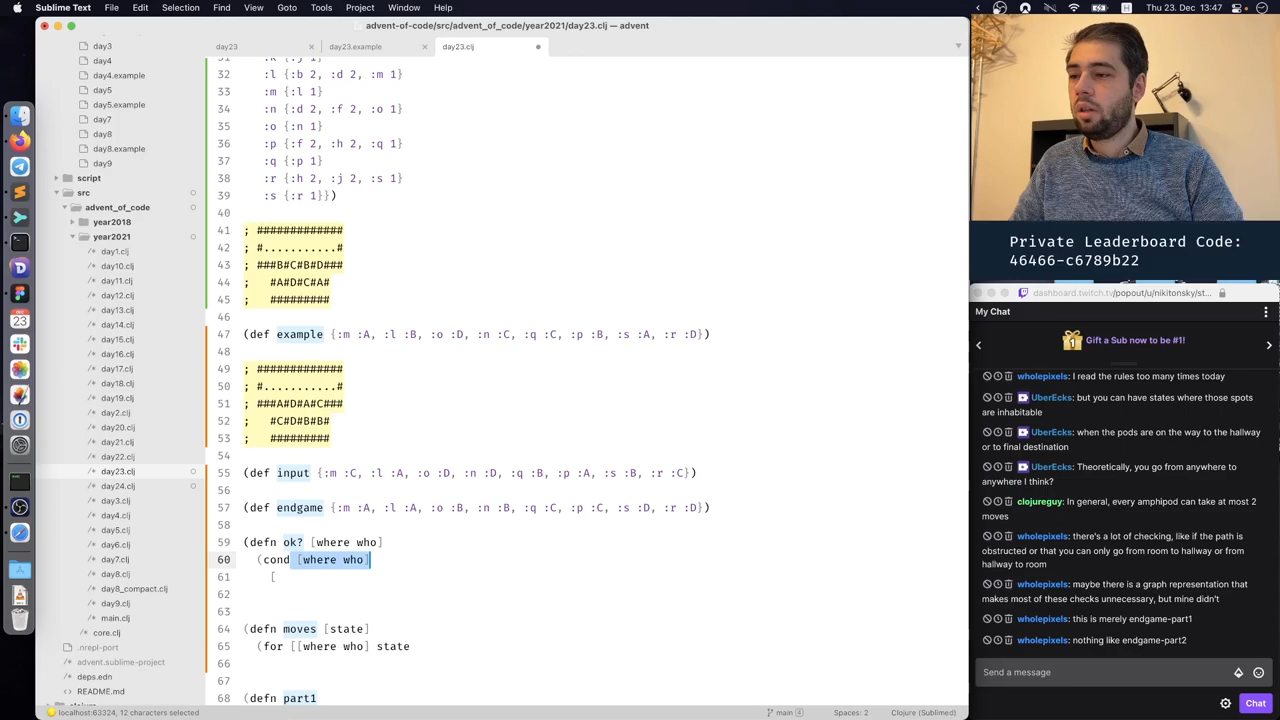 Sublime Text File Edit Selection Find View Goto Tools Project Window Help
Thu 23. Dec 13:47
advent-of-code/src/advent_of_code/year2021/day23.clj — advent
day23
day23.example
day23.clj
day3
day4
day4.example
day5
day5.example
day7
day8
day8.example
day9
script
src
advent_of_code
year2018
year2021
day1.clj
day10.clj
day11.clj
day12.clj
day13.clj
day14.clj
day15.clj
day16.clj
day17.clj
day18.clj
day19.clj
day2.clj
day20.clj
day21.clj
day22.clj
day23.clj
day24.clj
day3.clj
day4.clj
day5.clj
day6.clj
day7.clj
day8.clj
day8_compact.clj
day9.clj
main.clj
core.clj
.nrepl-port
advent.sublime-project
deps.edn
README.md
32 :l {:b 2, :d 2, :m 1}
33 :m {:l 1}
34 :n {:d 2, :f 2, :o 1}
35 :o {:n 1}
36 :p {:f 2, :h 2, :q 1}
37 :q {:p 1}
38 :r {:h 2, :j 2, :s 1}
39 :s {:r 1}})
40
41 ; #############
42 ; #...........#
43 ; ###B#C#B#D###
44 ;   #A#D#C#A#
45 ;   #########
46
47 (def example {:m :A, :l :B, :o :D, :n :C, :q :C, :p :B, :s :A, :r :D})
48
49 ; #############
50 ; #...........#
51 ; ###A#D#A#C###
52 ;   #C#D#B#B#
53 ;   #########
54
55 (def input {:m :C, :l :A, :o :D, :n :D, :q :B, :p :A, :s :B, :r :C})
56
57 (def endgame {:m :A, :l :A, :o :B, :n :B, :q :C, :p :C, :s :D, :r :D})
58
59 (defn ok? [where who]
60 (cond [where who]
61 [
62
63
64 (defn moves [state]
65 (for [[where who] state
66
67
68 (defn part1
localhost:63324, 12 characters selected
main 4
Spaces: 2
Clojure (Sublimed)
Private Leaderboard Code:
46466-c6789b22
dashboard.twitch.tv/popout/u/nikitonsky/st...
My Chat
Gift a Sub now to be #1!
wholepixels: I read the rules too many times today
UberEcks: but you can have states where those spots
are inhabitable
UberEcks: when the pods are on the way to the hallway
or to final destination
UberEcks: Theoretically, you go from anywhere to
anywhere I think?
clojureguy: In general, every amphipod can take at most 2
moves
wholepixels: there's a lot of checking, like if the path is
obstructed or that you can only go from room to hallway or from
hallway to room
wholepixels: maybe there is a graph representation that
makes most of these checks unnecessary, but mine didn't
wholepixels: this is merely endgame-part1
wholepixels: nothing like endgame-part2
Send a message
Chat